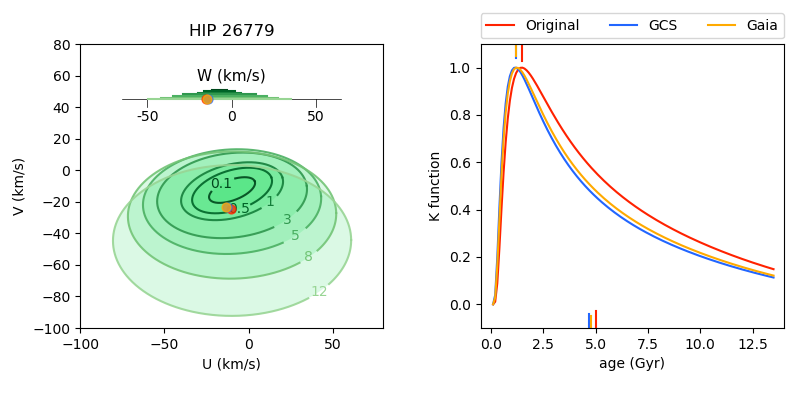 HIP 26779
Original GCS Gaia
80
60
40
20
0
−20
−40
−60
−80
−100
V (km/s)
W (km/s)
-50 0 50
0.1
0.5
1
3
5
8
12
−100 −50 0 50
U (km/s)
1.0
0.8
0.6
0.4
0.2
0.0
K function
0.0 2.5 5.0 7.5 10.0 12.5
age (Gyr)